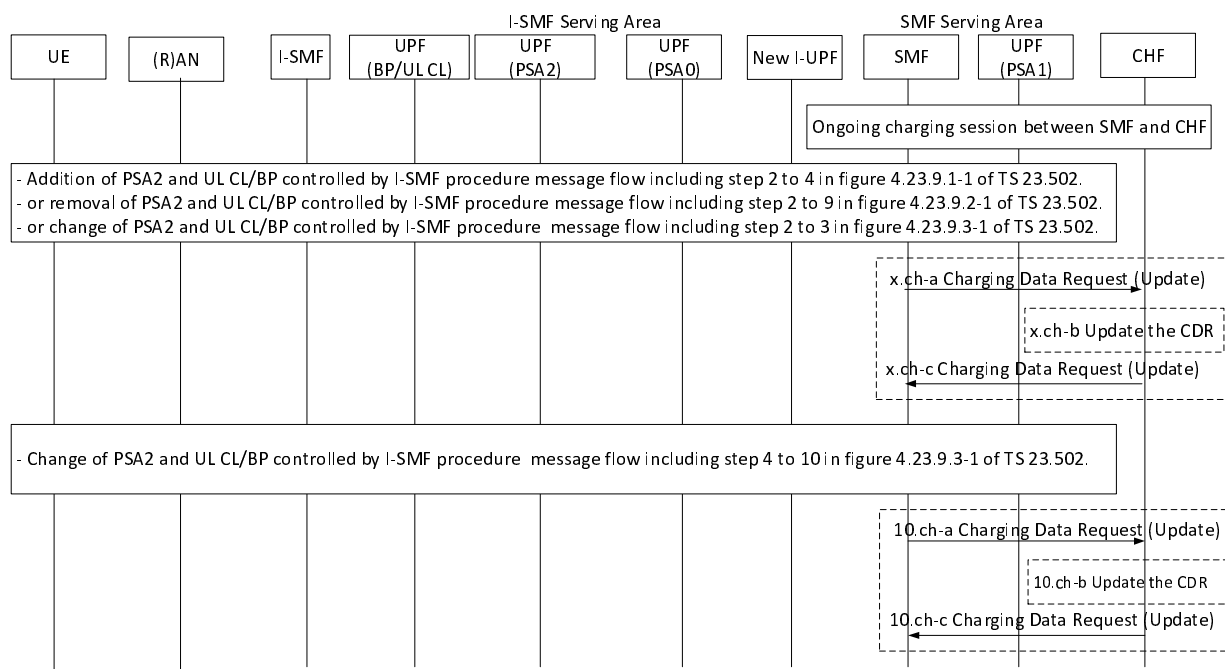 I-SMF Serving Area
SMF Serving Area
UE
(R)AN
I-SMF
UPF
(BP/UL CL)
UPF
(PSA2)
UPF
(PSA0)
New I-UPF
SMF
UPF
(PSA1)
CHF
Ongoing charging session between SMF and CHF
- Addition of PSA2 and UL CL/BP controlled by I-SMF procedure message flow including step 2 to 4 in figure 4.23.9.1-1 of TS 23.502.
- or removal of PSA2 and UL CL/BP controlled by I-SMF procedure message flow including step 2 to 9 in figure 4.23.9.2-1 of TS 23.502.
- or change of PSA2 and UL CL/BP controlled by I-SMF procedure message flow including step 2 to 3 in figure 4.23.9.3-1 of TS 23.502.
x.ch-a Charging Data Request (Update)
x.ch-b Update the CDR
x.ch-c Charging Data Request (Update)
- Change of PSA2 and UL CL/BP controlled by I-SMF procedure message flow including step 4 to 10 in figure 4.23.9.3-1 of TS 23.502.
10.ch-a Charging Data Request (Update)
10.ch-b Update the CDR
10.ch-c Charging Data Request (Update)